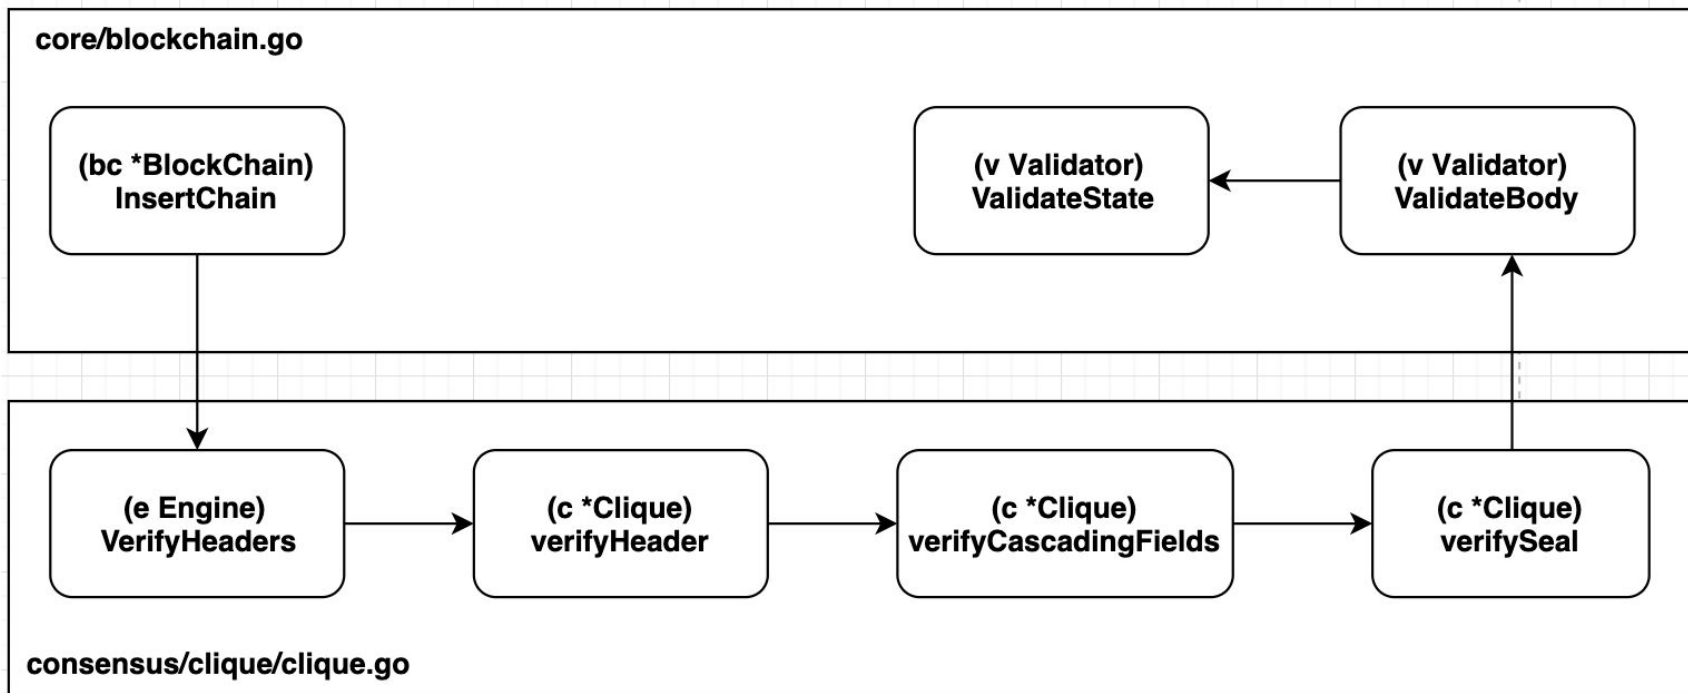 core/blockchain.go
(bc *BlockChain)
InsertChain
(v Validator)
ValidateState
(v Validator)
ValidateBody
(e Engine)
VerifyHeaders
(c *Clique)
verifyHeader
(c *Clique)
verifyCascadingFields
(c *Clique)
verifySeal
consensus/clique/clique.go